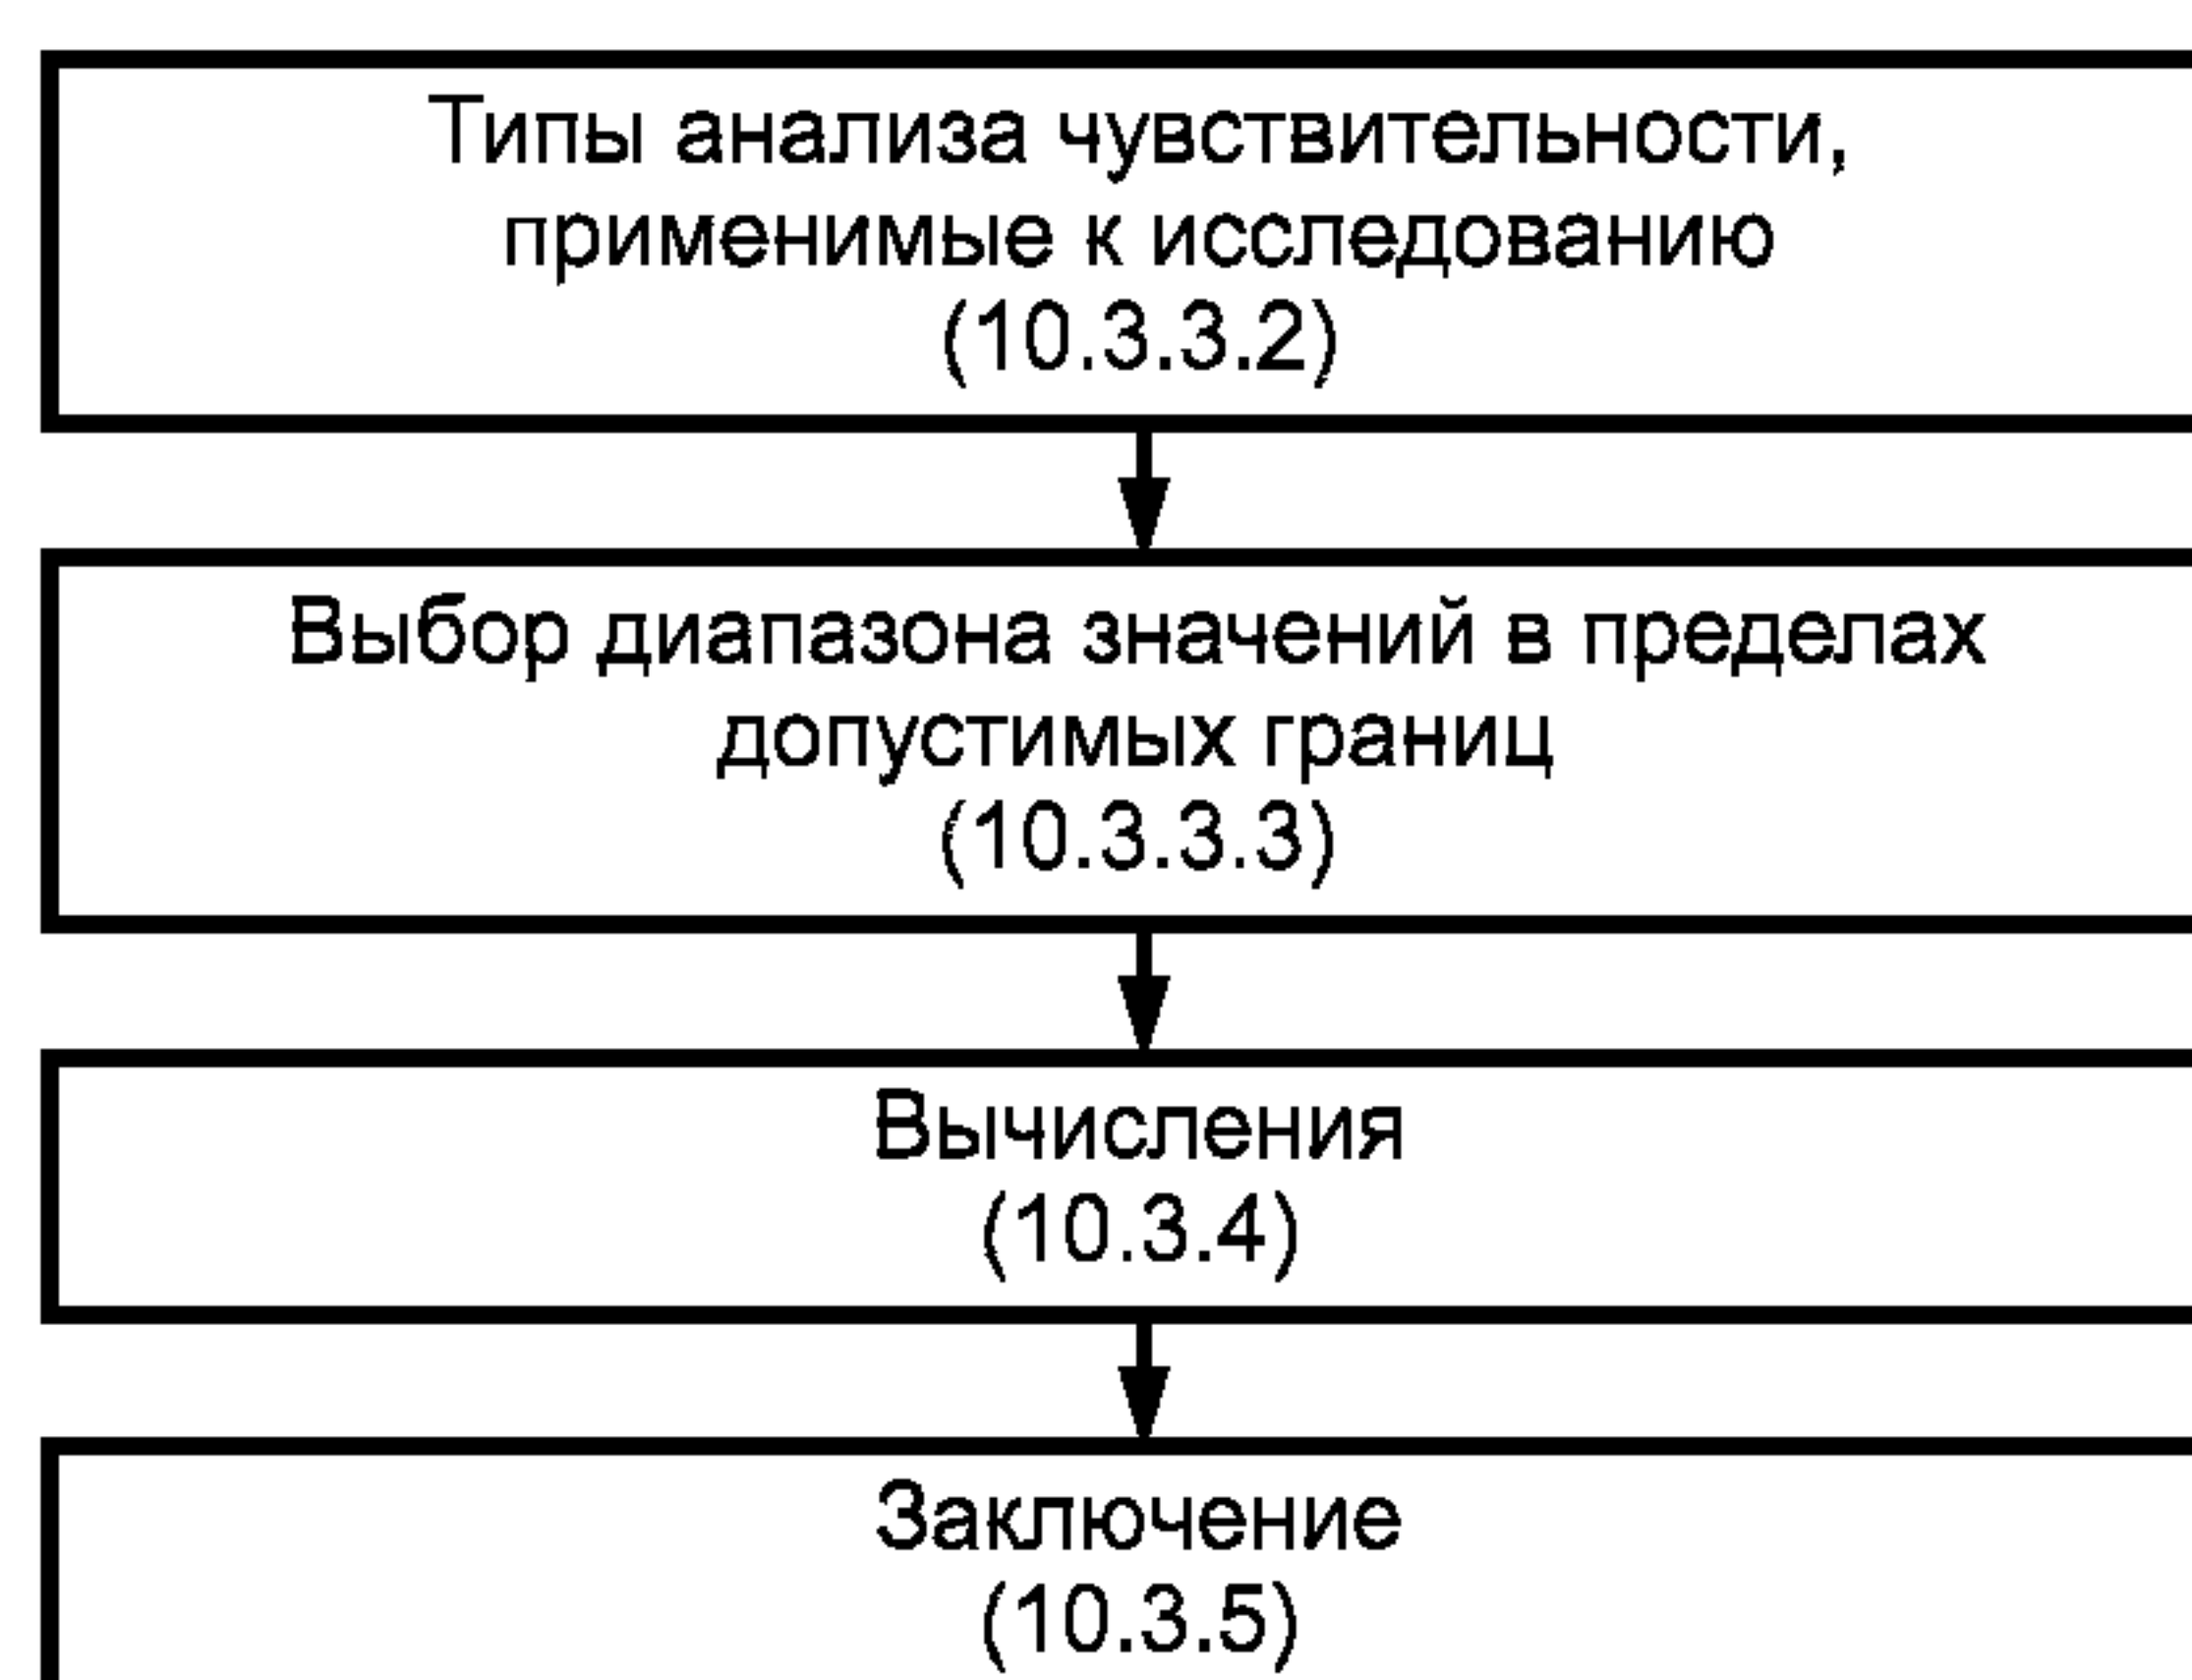 Типы анализа чувствительности,
применимые к исследованию
(10.3.3.2)
Выбор диапазона значений в пределах
допустимых границ
(10.3.3.3)
Вычисления
(10.3.4)
Заключение
(10.3.5)